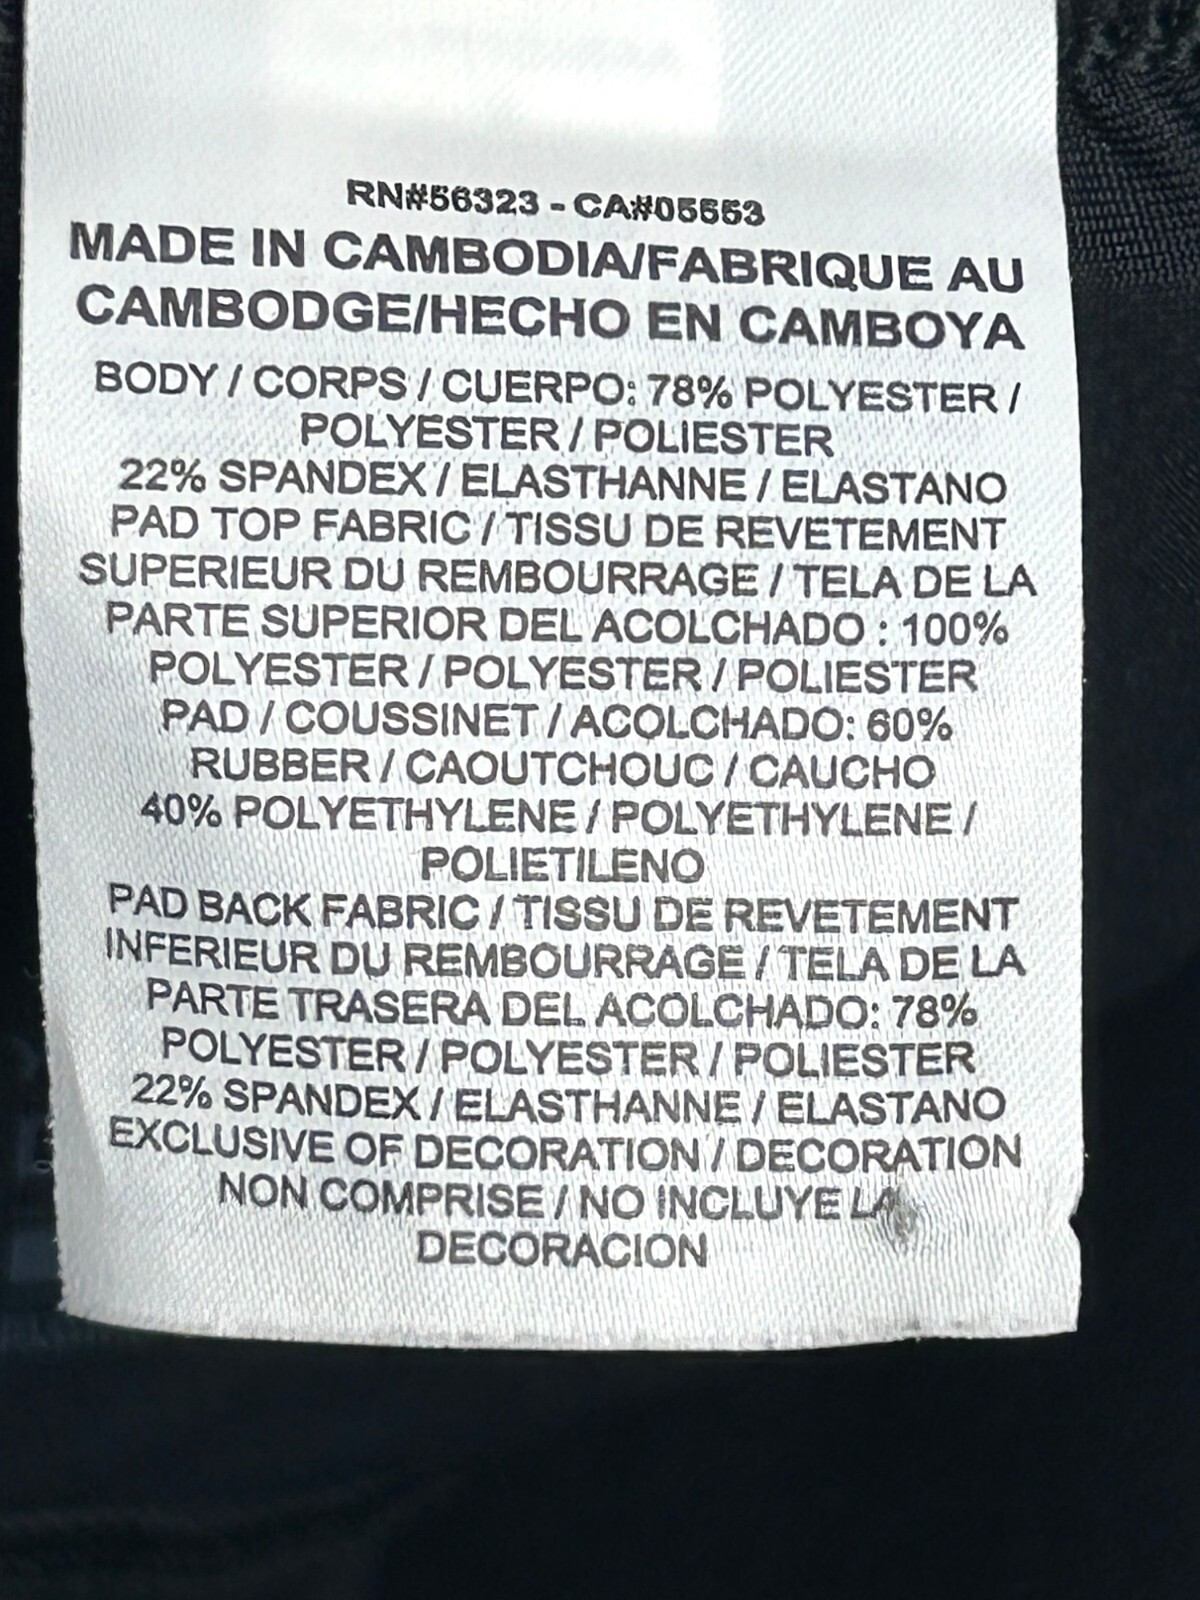 RN#56323 - CA#05553
MADE IN CAMBODIA/FABRIQUE AU
CAMBODGE/HECHO EN CAMBOYA
BODY / CORPS / CUERPO: 78% POLYESTER /
POLYESTER / POLIESTER
22% SPANDEX / ELASTHANNE / ELASTANO
PAD TOP FABRIC / TISSU DE REVETEMENT
SUPERIEUR DU REMBOURRAGE / TELA DE LA
PARTE SUPERIOR DEL ACOLCHADO : 100%
POLYESTER / POLYESTER / POLIESTER
PAD / COUSSINET / ACOLCHADO: 60%
RUBBER / CAOUTCHOUC / CAUCHO
40% POLYETHYLENE / POLYETHYLENE /
POLIETILENO
PAD BACK FABRIC / TISSU DE REVETEMENT
INFERIEUR DU REMBOURRAGE / TELA DE LA
PARTE TRASERA DEL ACOLCHADO: 78%
POLYESTER / POLYESTER / POLIESTER
22% SPANDEX / ELASTHANNE / ELASTANO
EXCLUSIVE OF DECORATION / DECORATION
NON COMPRISE / NO INCLUYE LA
DECORACION